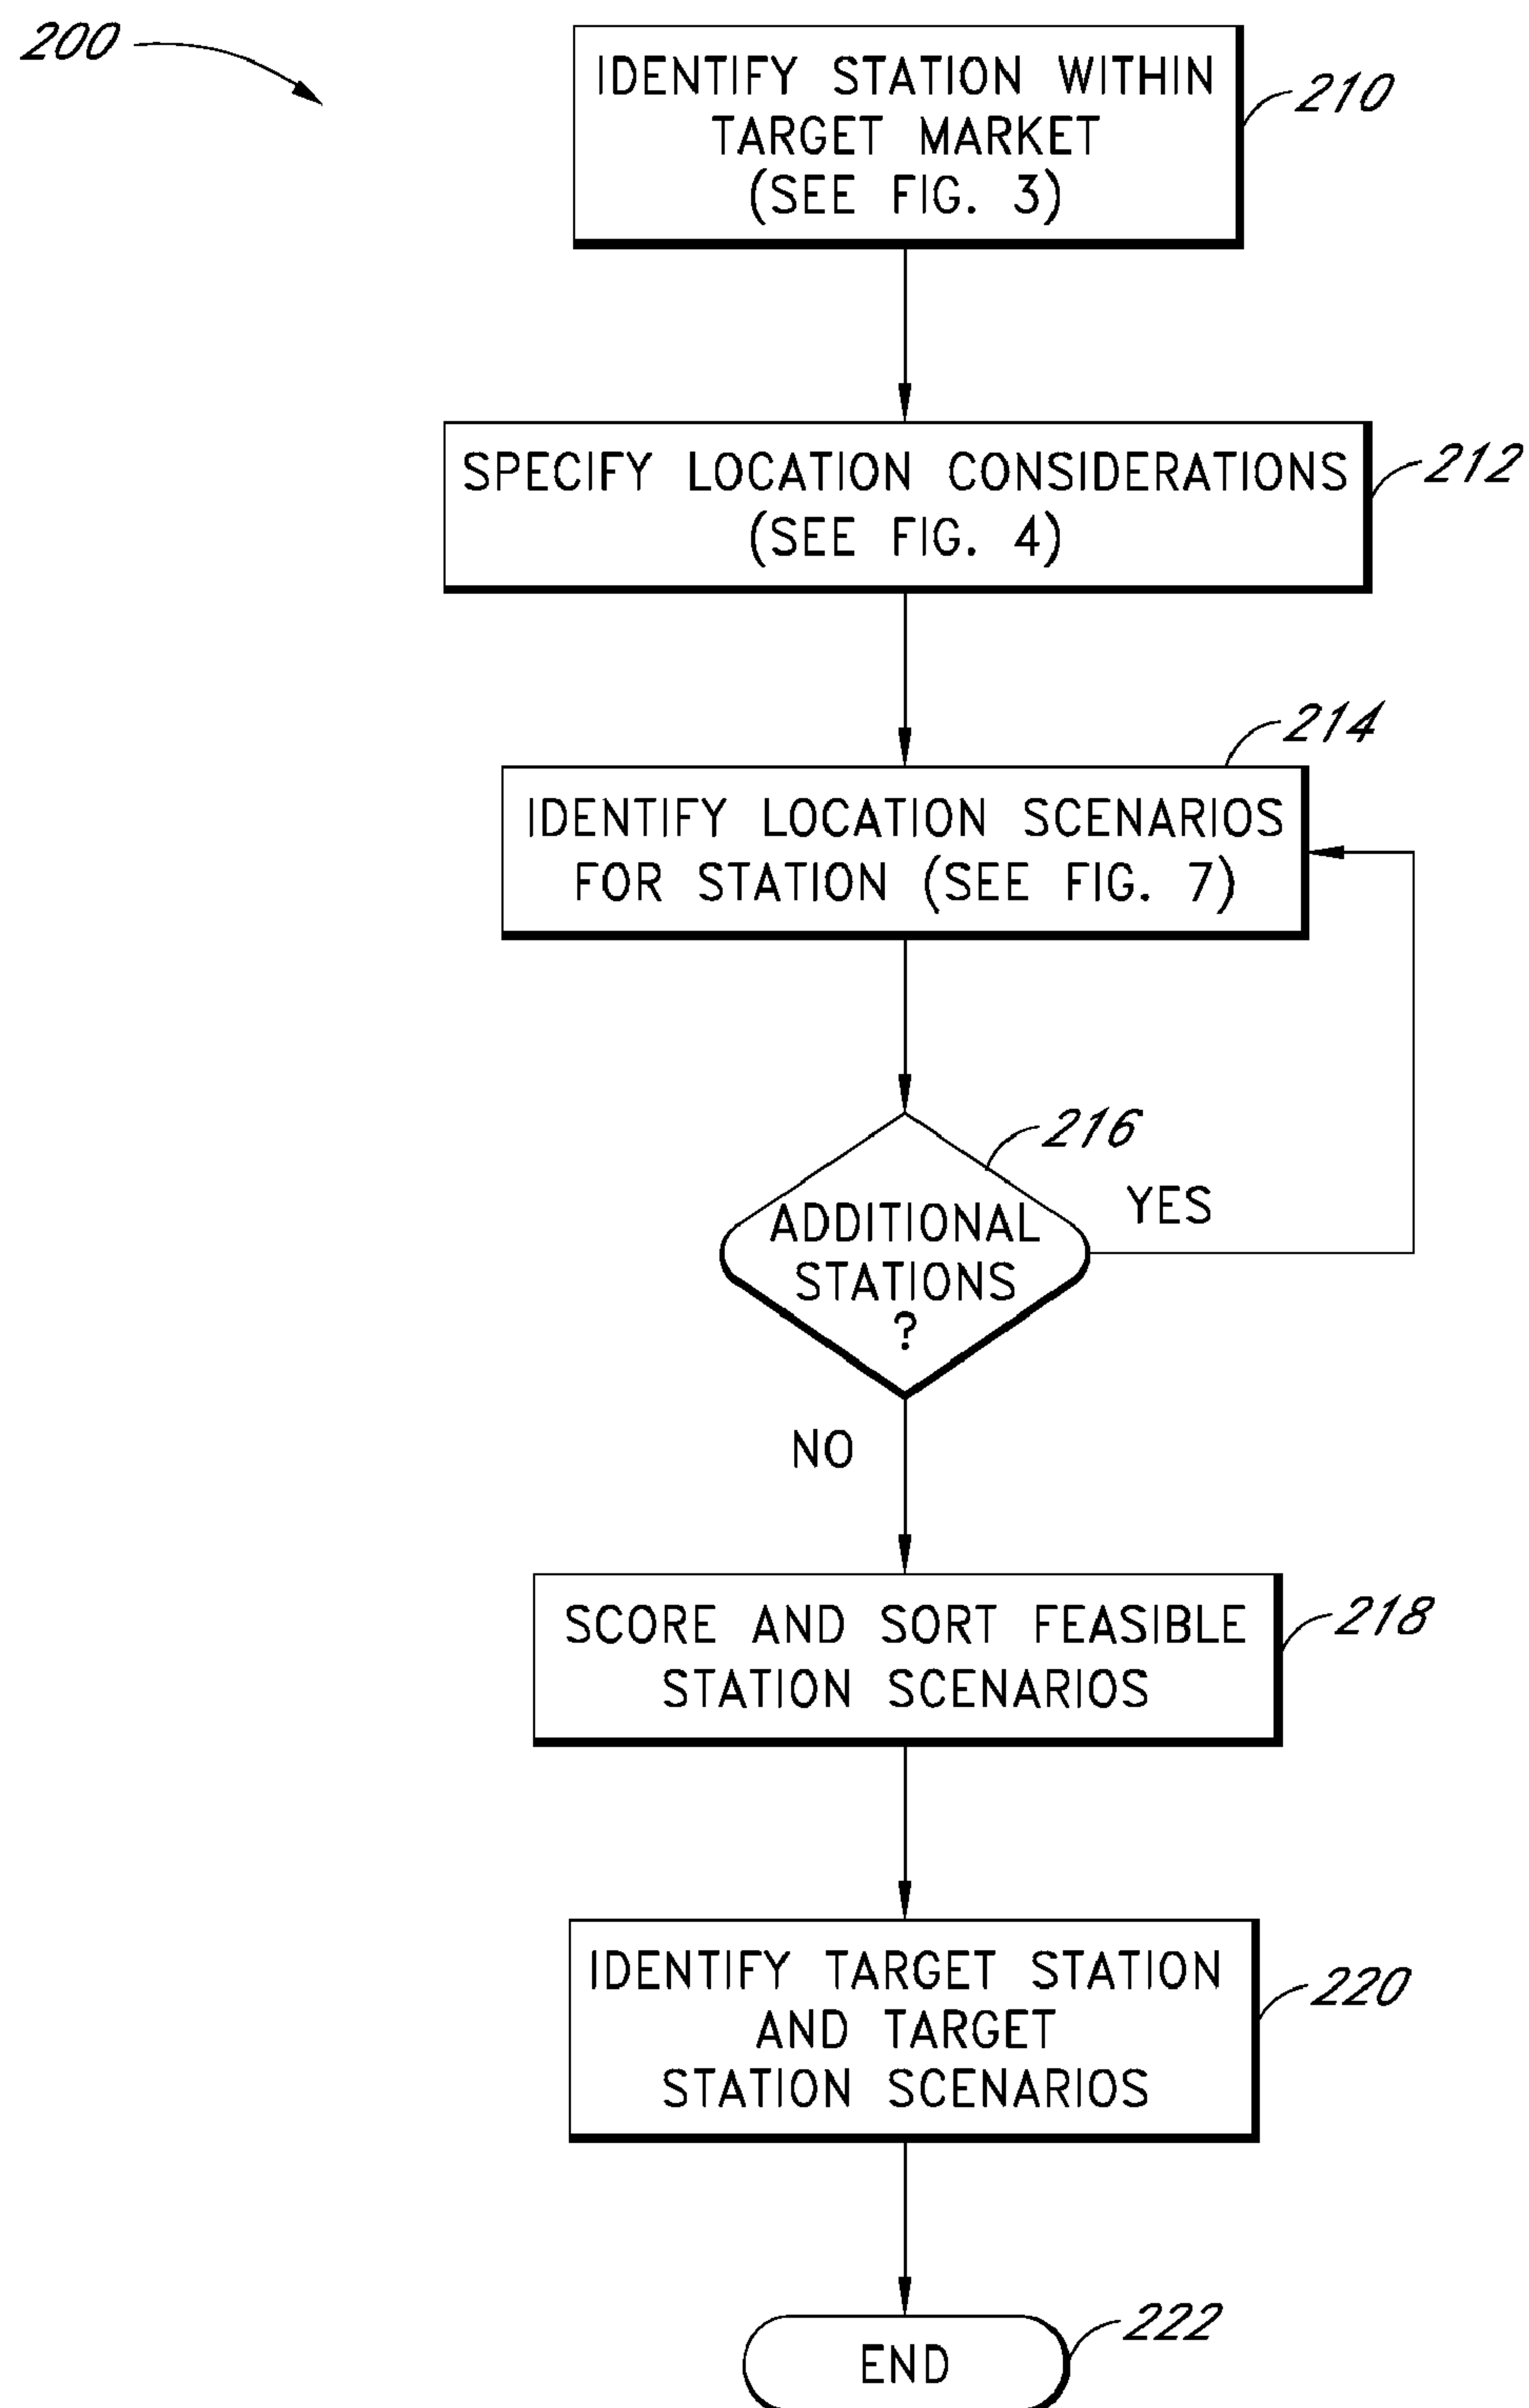 200
IDENTIFY STATION WITHIN
TARGET MARKET
(SEE FIG. 3)
210
SPECIFY LOCATION CONSIDERATIONS
(SEE FIG. 4)
212
214
IDENTIFY LOCATION SCENARIOS
FOR STATION (SEE FIG. 7)
216
YES
ADDITIONAL
STATIONS
?
NO
SCORE AND SORT FEASIBLE
STATION SCENARIOS
218
IDENTIFY TARGET STATION
AND TARGET
STATION SCENARIOS
220
END
222